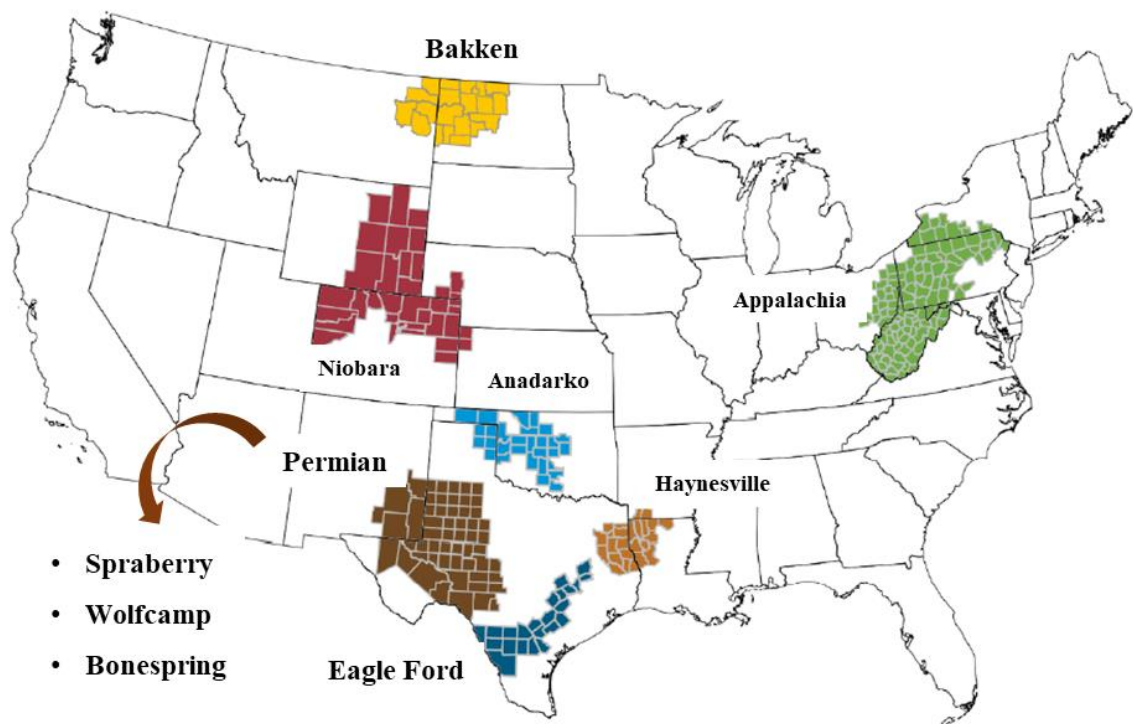 Bakken
Appalachia
Niobara
Anadarko
Permian
Haynesville
• Spraberry
• Wolfcamp
• Bonespring
Eagle Ford